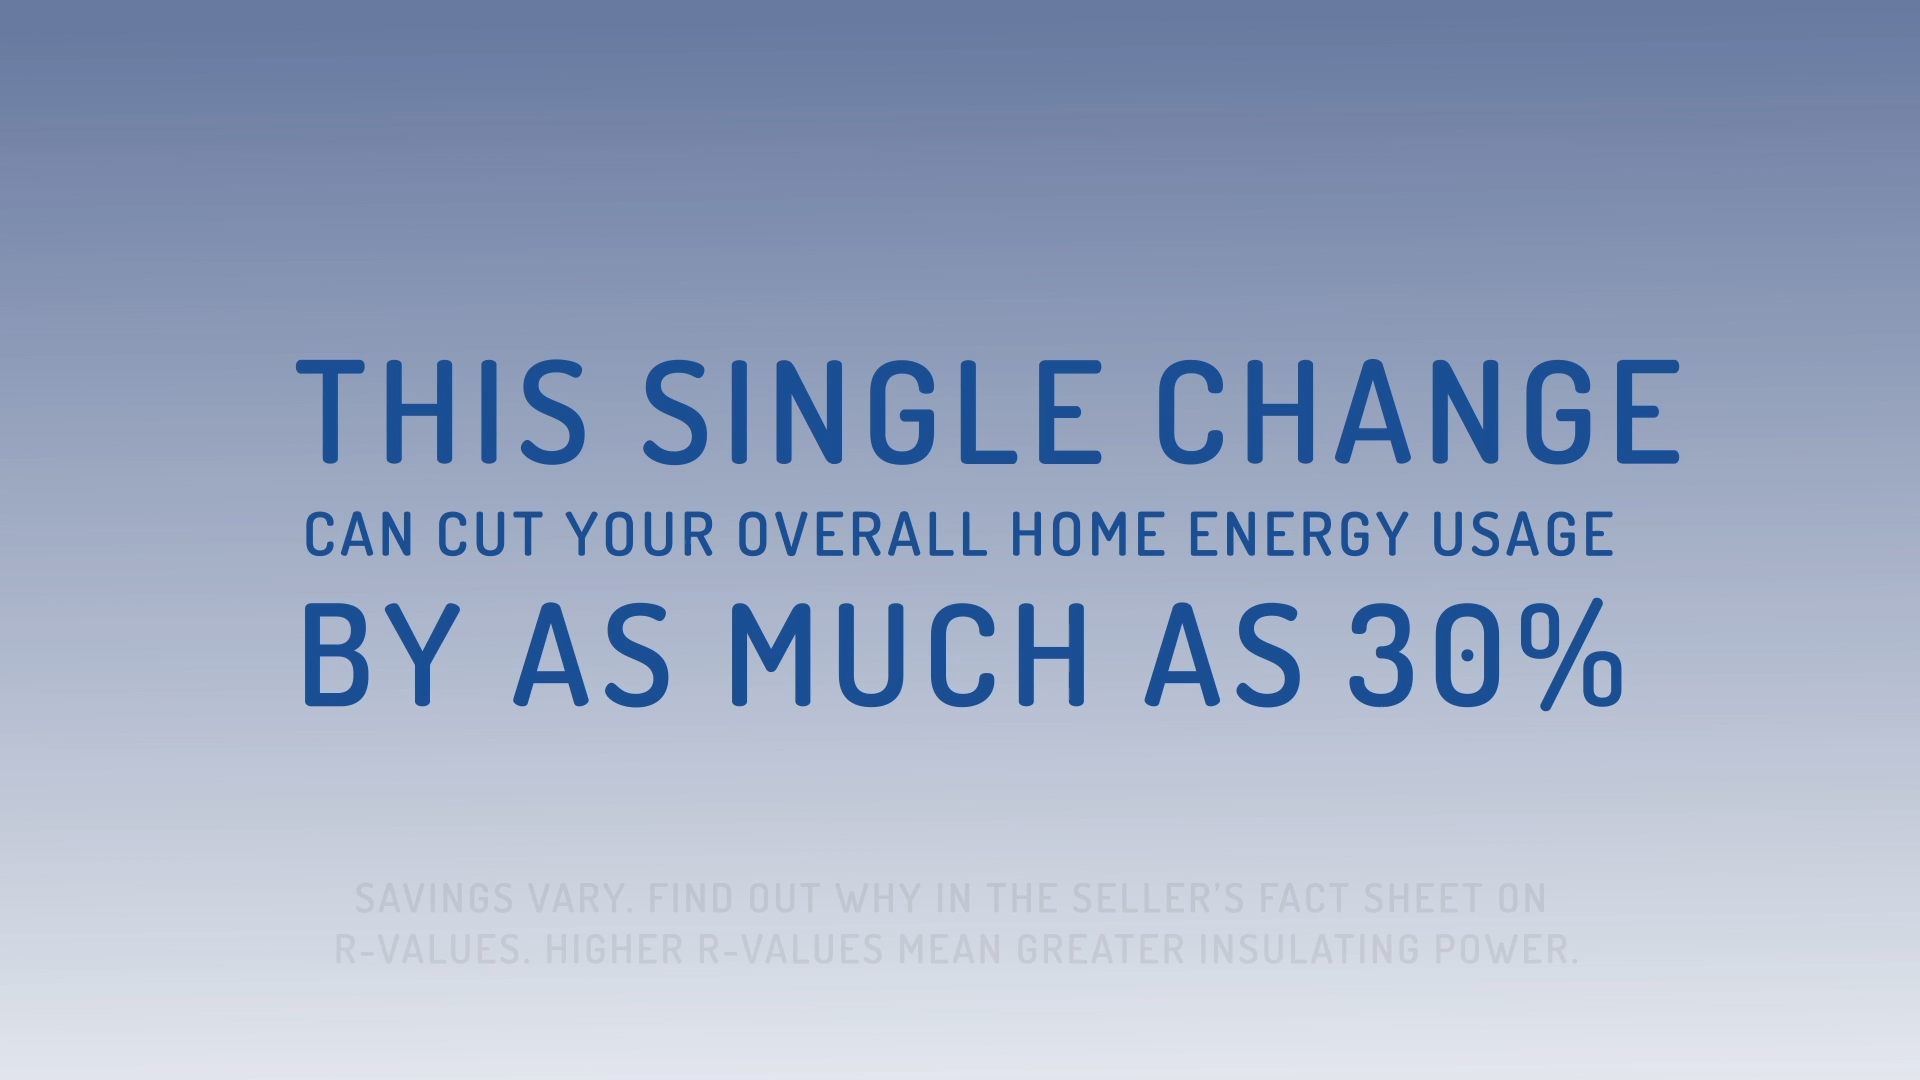 THIS SINGLE CHANGE
CAN CUT YOUR OVERALL HOME ENERGY USAGE
BY AS MUCH AS 30%
SAVINGS VARY. FIND OUT WHY IN THE SELLER'S FACT SHEET ON
R-VALUES. HIGHER R-VALUES MEAN GREATER INSULATING POWER.